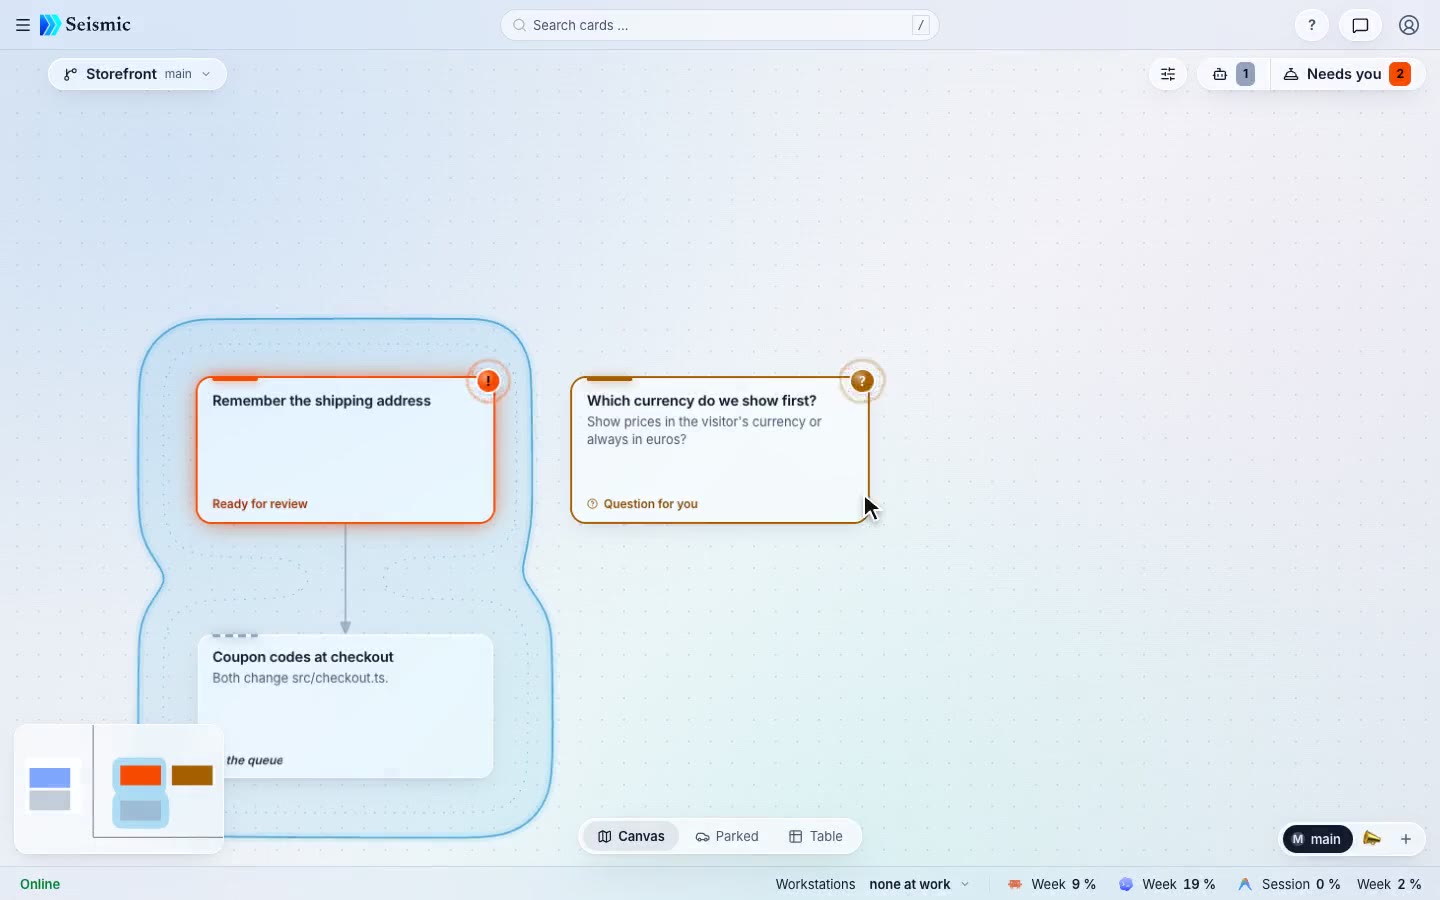 Seismic
Search cards ...
/
?
Storefront main
1
Needs you 2
!
?
Remember the shipping address
Ready for review
Which currency do we show first?
Show prices in the visitor's currency or
always in euros?
Question for you
Coupon codes at checkout
Both change src/checkout.ts.
the queue
Canvas
Parked
Table
M main
+
Online
Workstations none at work
Week 9 %
Week 19 %
Session 0 %
Week 2 %